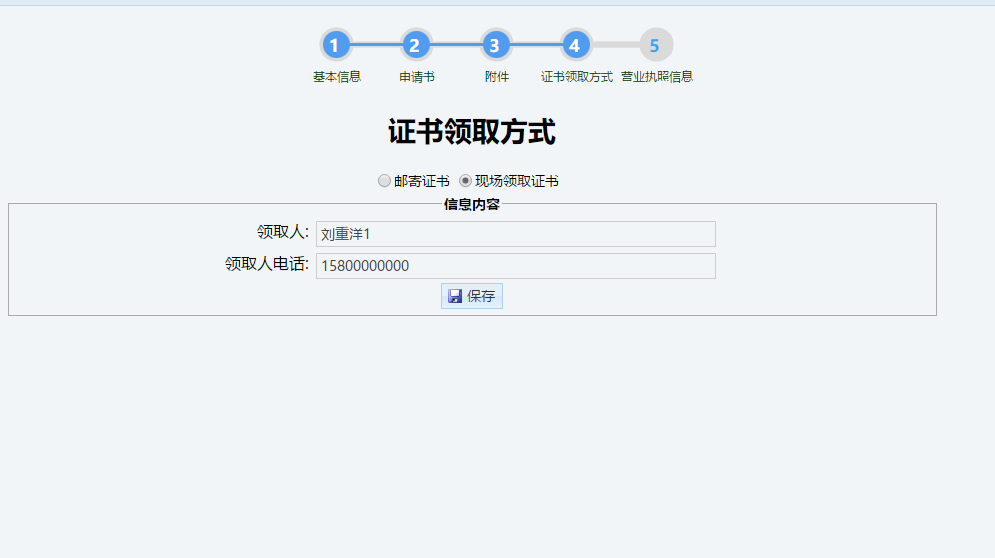 1 2 3 4 5
基本信息 申请书 附件 证书领取方式 营业执照信息
证书领取方式
邮寄证书 现场领取证书
信息内容
领取人: 刘重洋1
领取人电话: 15800000000
保存